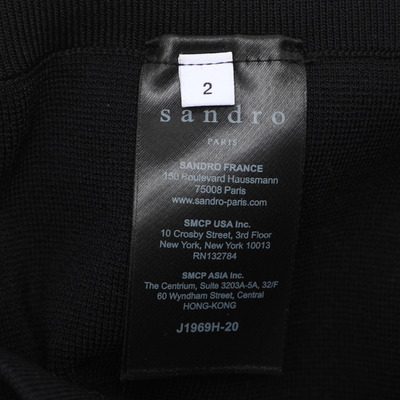 2
sandro
PARIS
SANDRO FRANCE
150 Boulevard Haussmann
75008 Paris
www.sandro-paris.com
SMCP USA Inc.
10 Crosby Street, 3rd Floor
New York, New York 10013
RN132784
SMCP ASIA Inc.
The Centrium, Suite 3203A-5A, 32/F
60 Wyndham Street, Central
HONG-KONG
J1969H-20